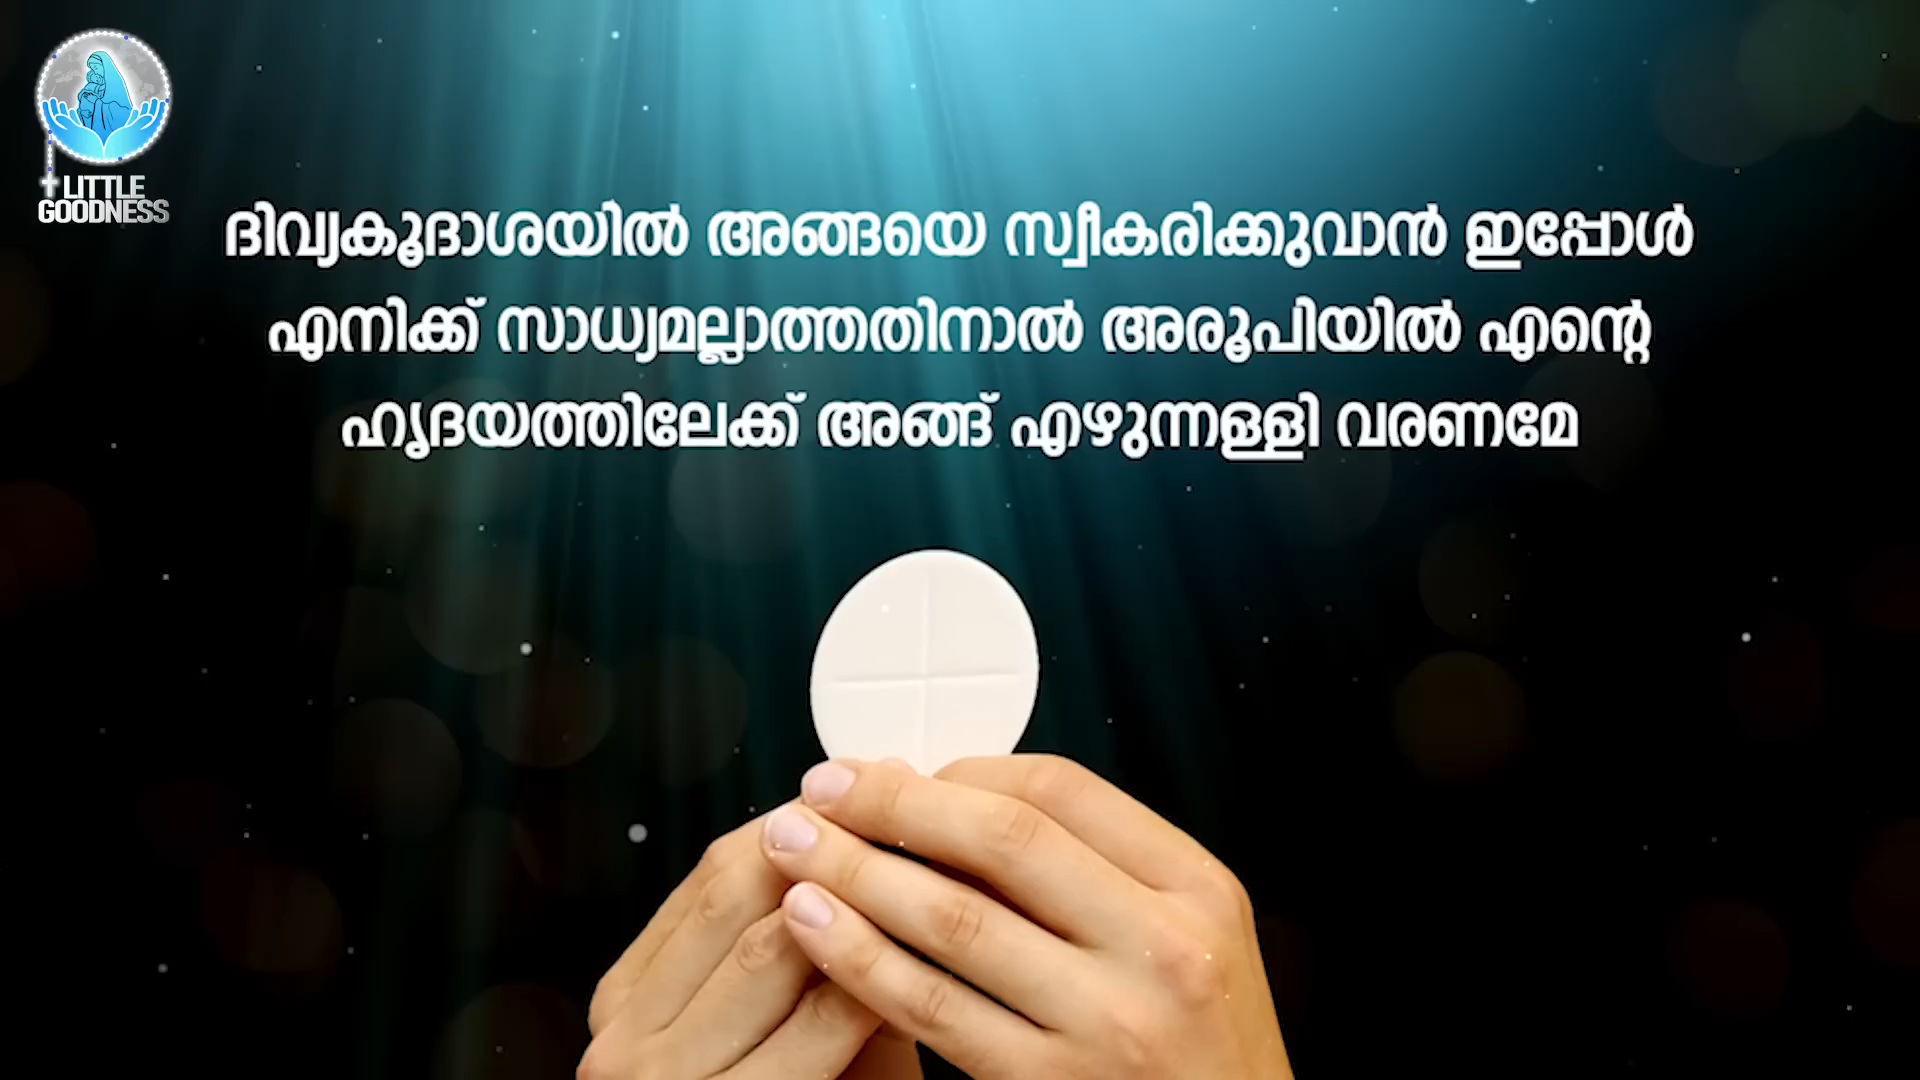 LITTLE
GOODNESS
ദിവ്യകൂദാശയിൽ അങ്ങയെ സ്വീകരിക്കുവാൻ ഇപ്പോൾ
എനിക്ക് സാധ്യമല്ലാത്തതിനാൽ അരൂപിയിൽ എന്റെ
ഹൃദയത്തിലേക്ക് അങ്ങ് എഴുന്നള്ളി വരണമേ